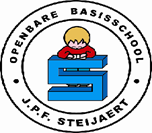 OPENBARE BASISSCHOOL
J.P.F. STEIJAERT